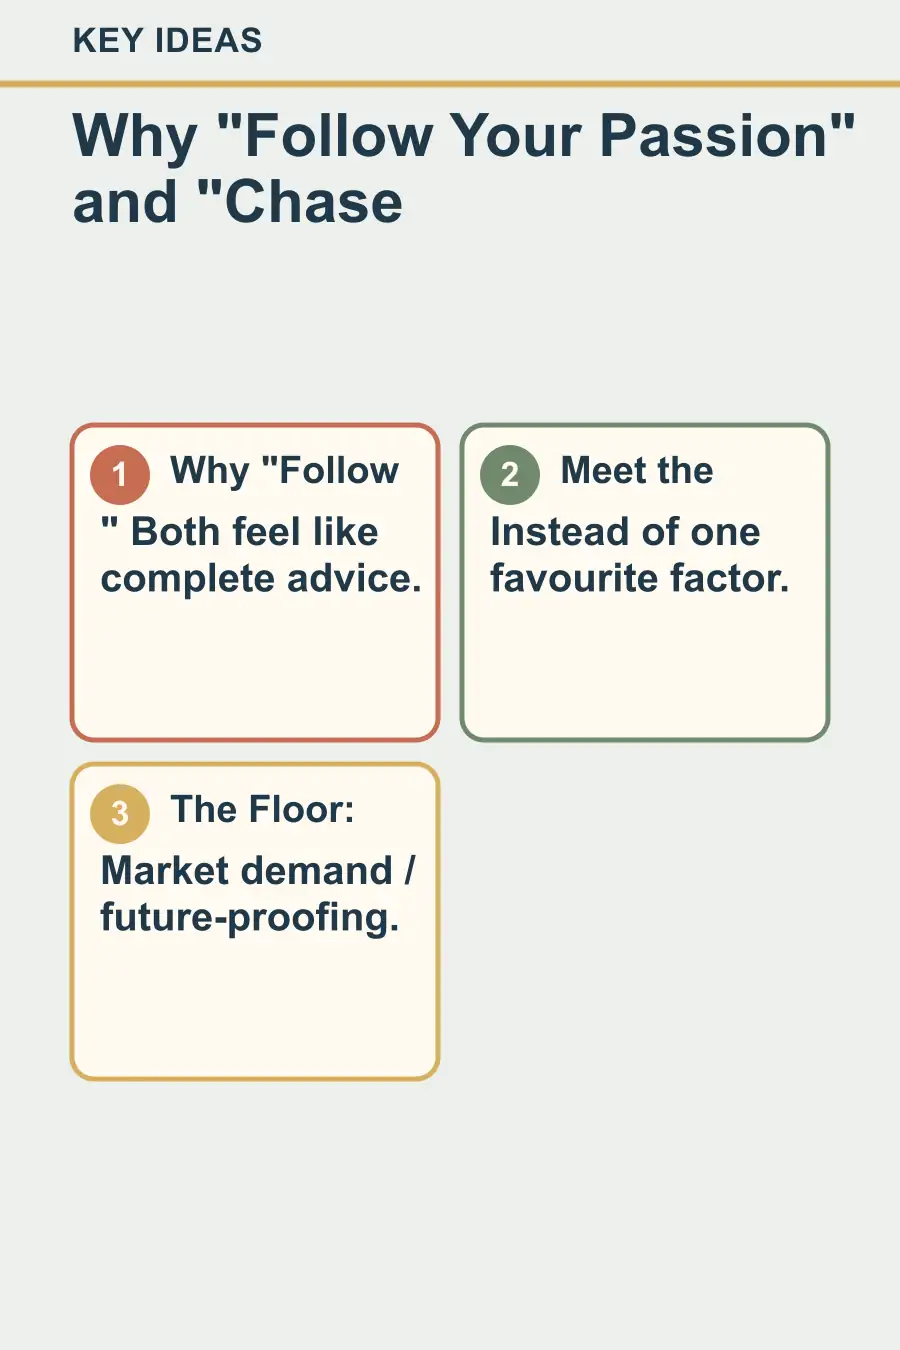 KEY IDEAS
Why "Follow Your Passion"
and "Chase
1 Why "Follow
" Both feel like
complete advice.
2 Meet the
Instead of one
favourite factor.
3 The Floor:
Market demand /
future-proofing.